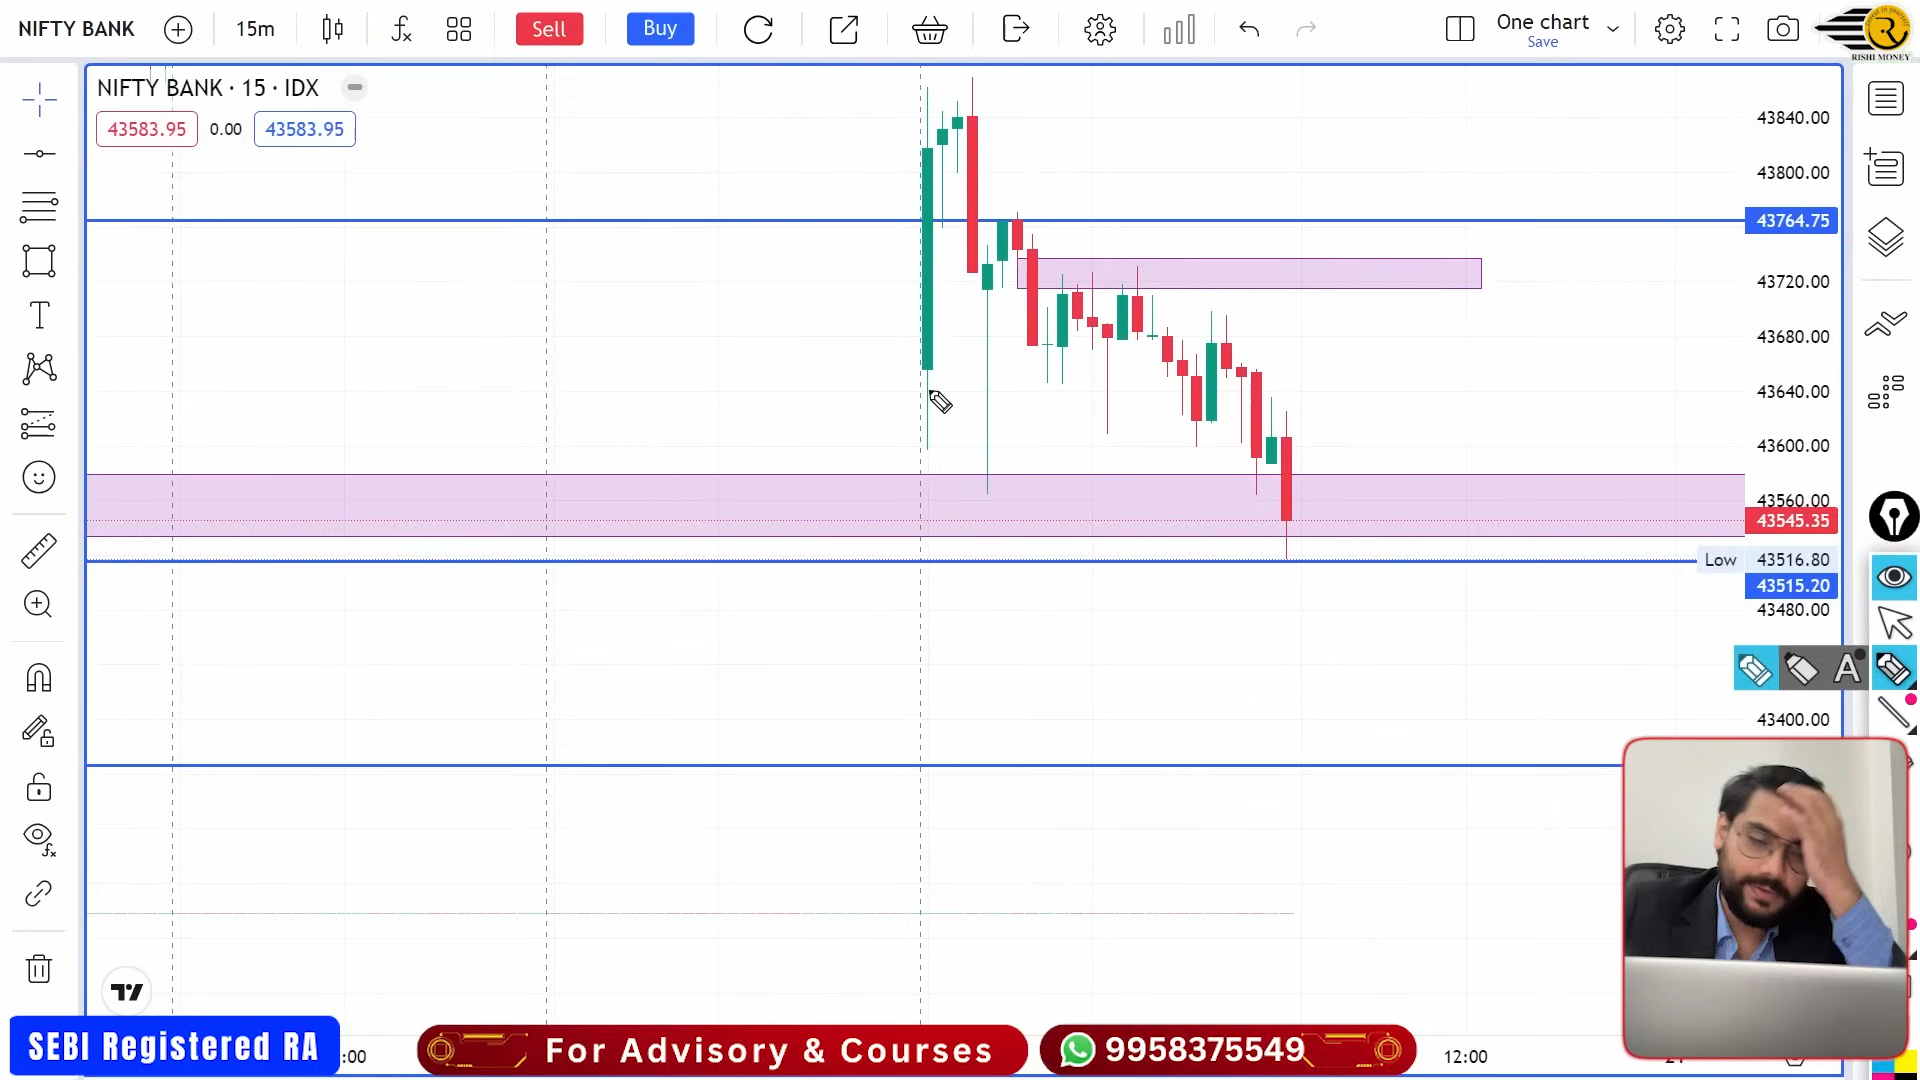 NIFTY BANK
15m
Sell
Buy
One chart
Save
RISHI MONEY
NIFTY BANK · 15 · IDX
43583.95
0.00
43583.95
43840.00
43800.00
43764.75
43720.00
43680.00
43640.00
43600.00
43560.00
43545.35
Low 43516.80
43515.20
43480.00
A
43400.00
SEBI Registered RA
:00
For Advisory & Courses
9958375549
12:00